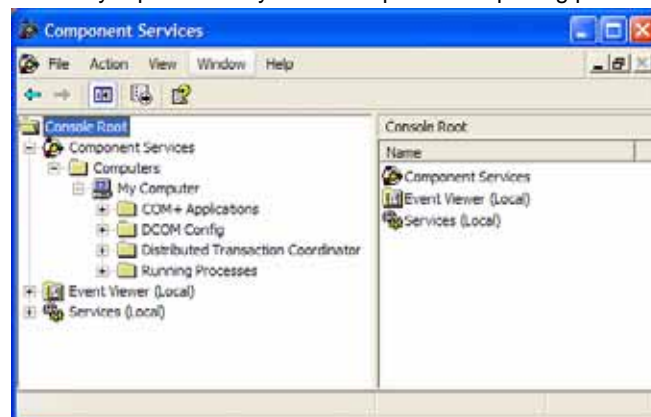 Component Services
File Action View Window Help
Console Root
Component Services
Computers
My Computer
COM+ Applications
DCOM Config
Distributed Transaction Coordinator
Running Processes
Event Viewer (Local)
Services (Local)
Console Root
Name
Component Services
Event Viewer (Local)
Services (Local)